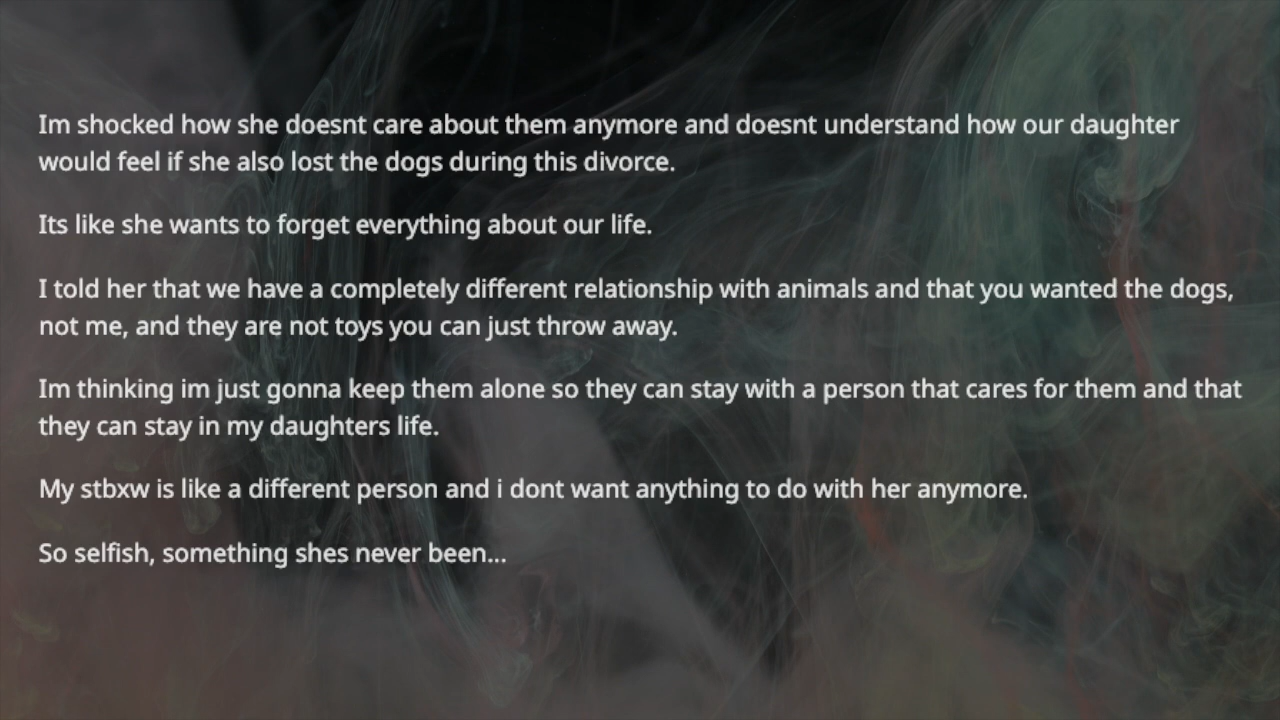 Im shocked how she doesnt care about them anymore and doesnt understand how our daughter
would feel if she also lost the dogs during this divorce.
Its like she wants to forget everything about our life.
I told her that we have a completely different relationship with animals and that you wanted the dogs,
not me, and they are not toys you can just throw away.
Im thinking im just gonna keep them alone so they can stay with a person that cares for them and that
they can stay in my daughters life.
My stbxw is like a different person and i dont want anything to do with her anymore.
So selfish, something shes never been...